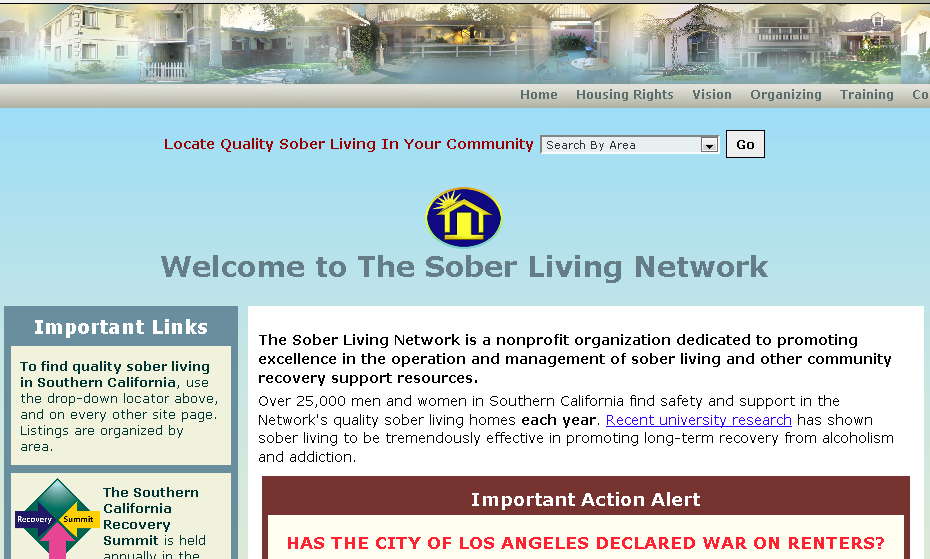 Home Housing Rights Vision Organizing Training Co
Locate Quality Sober Living In Your Community Search By Area Go
Welcome to The Sober Living Network
Important Links
To find quality sober living
in Southern California, use
the drop-down locator above,
and on every other site page.
Listings are organized by
area.
Recovery Summit
The Southern
California
Recovery
Summit is held
annually in the
The Sober Living Network is a nonprofit organization dedicated to promoting
excellence in the operation and management of sober living and other community
recovery support resources.
Over 25,000 men and women in Southern California find safety and support in the
Network's quality sober living homes each year. Recent university research has shown
sober living to be tremendously effective in promoting long-term recovery from alcoholism
and addiction.
Important Action Alert
HAS THE CITY OF LOS ANGELES DECLARED WAR ON RENTERS?